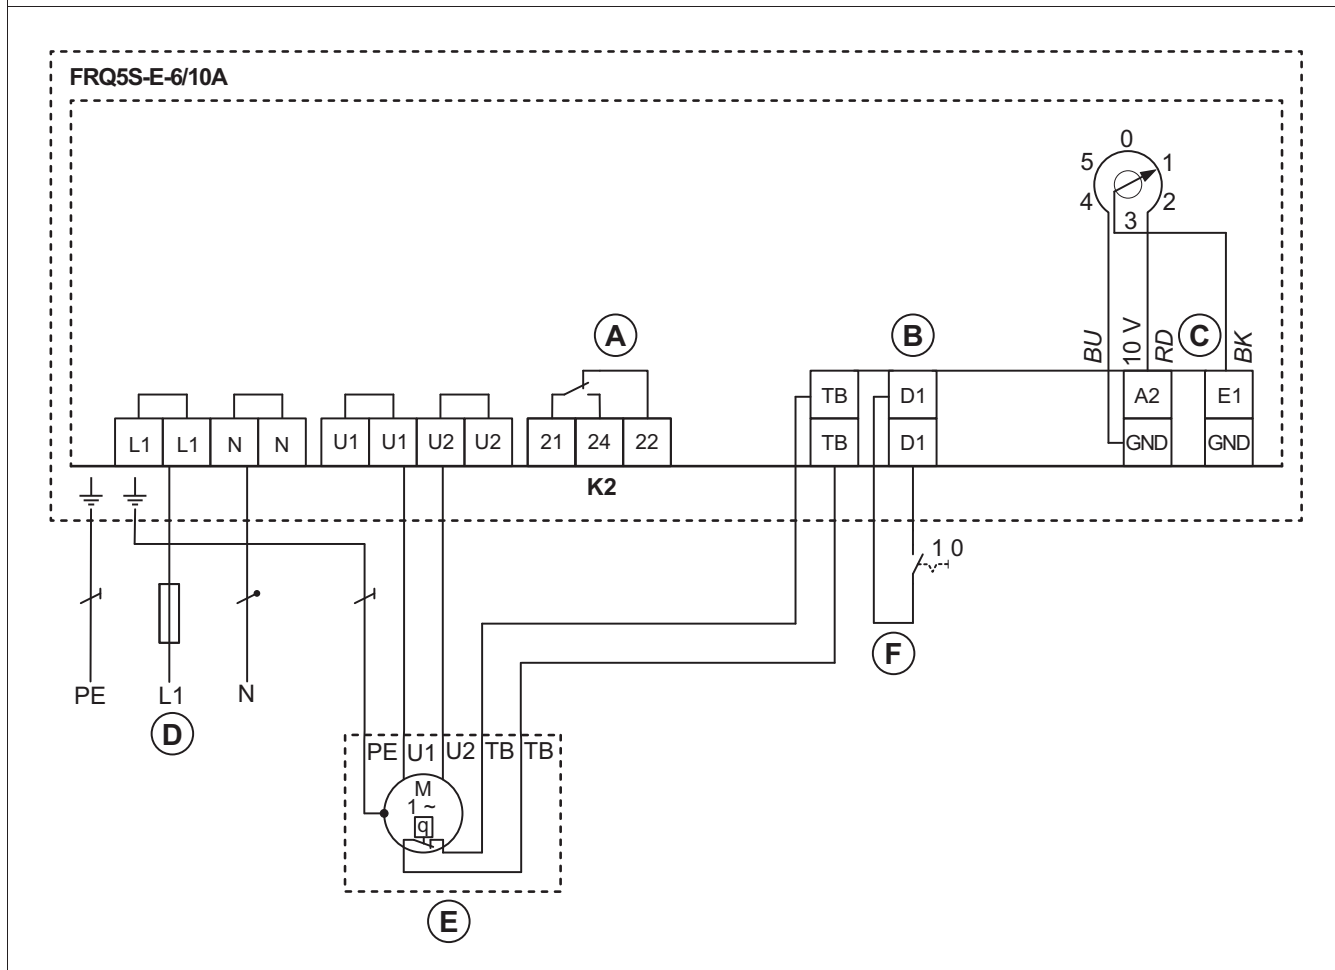 FRQ5S-E-6/10A
0
5 1
4 2
3
A B C
BU 10 V RD BK
TB D1 A2 E1
L1 L1 N N U1 U1 U2 U2 21 24 22 TB D1 GND GND
K2
1 0
F
PE L1 N
D
PE U1 U2 TB TB
M
1 ~
q
E